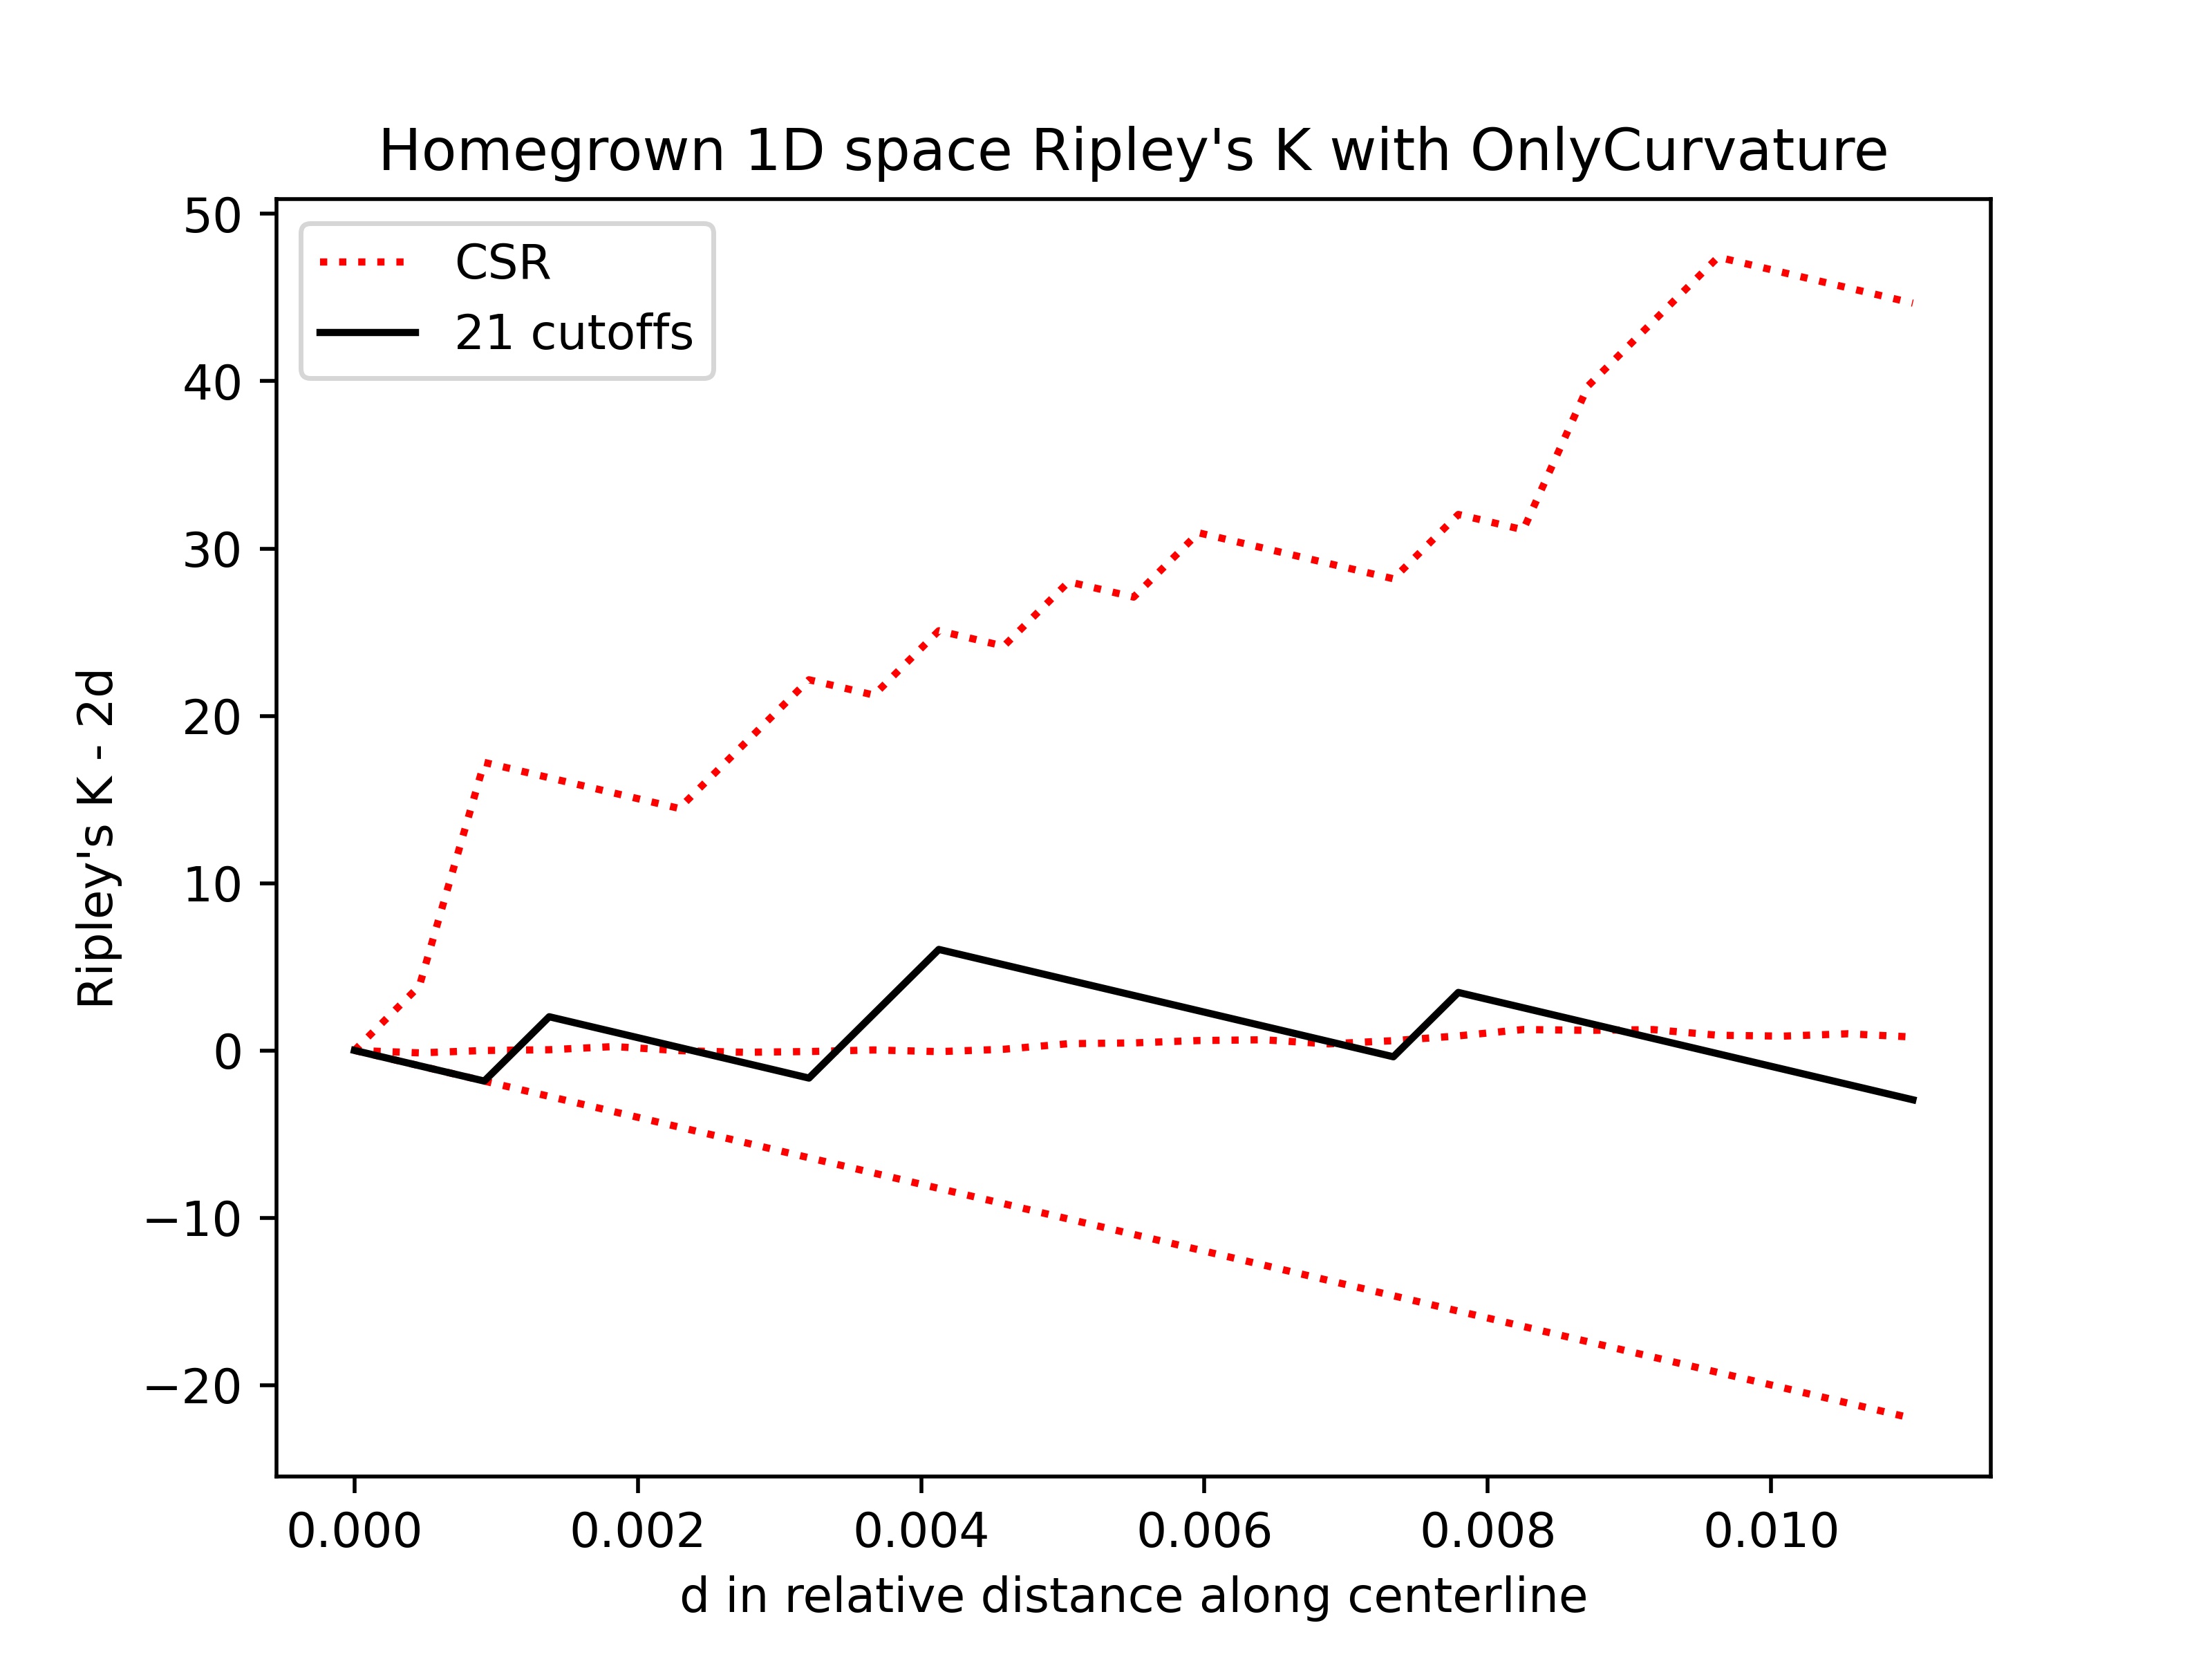 Homegrown 1D space Ripley's K with OnlyCurvature
CSR
21 cutoffs
50
40
30
20
10
0
−10
−20
Ripley's K - 2d
0.000 0.002 0.004 0.006 0.008 0.010
d in relative distance along centerline